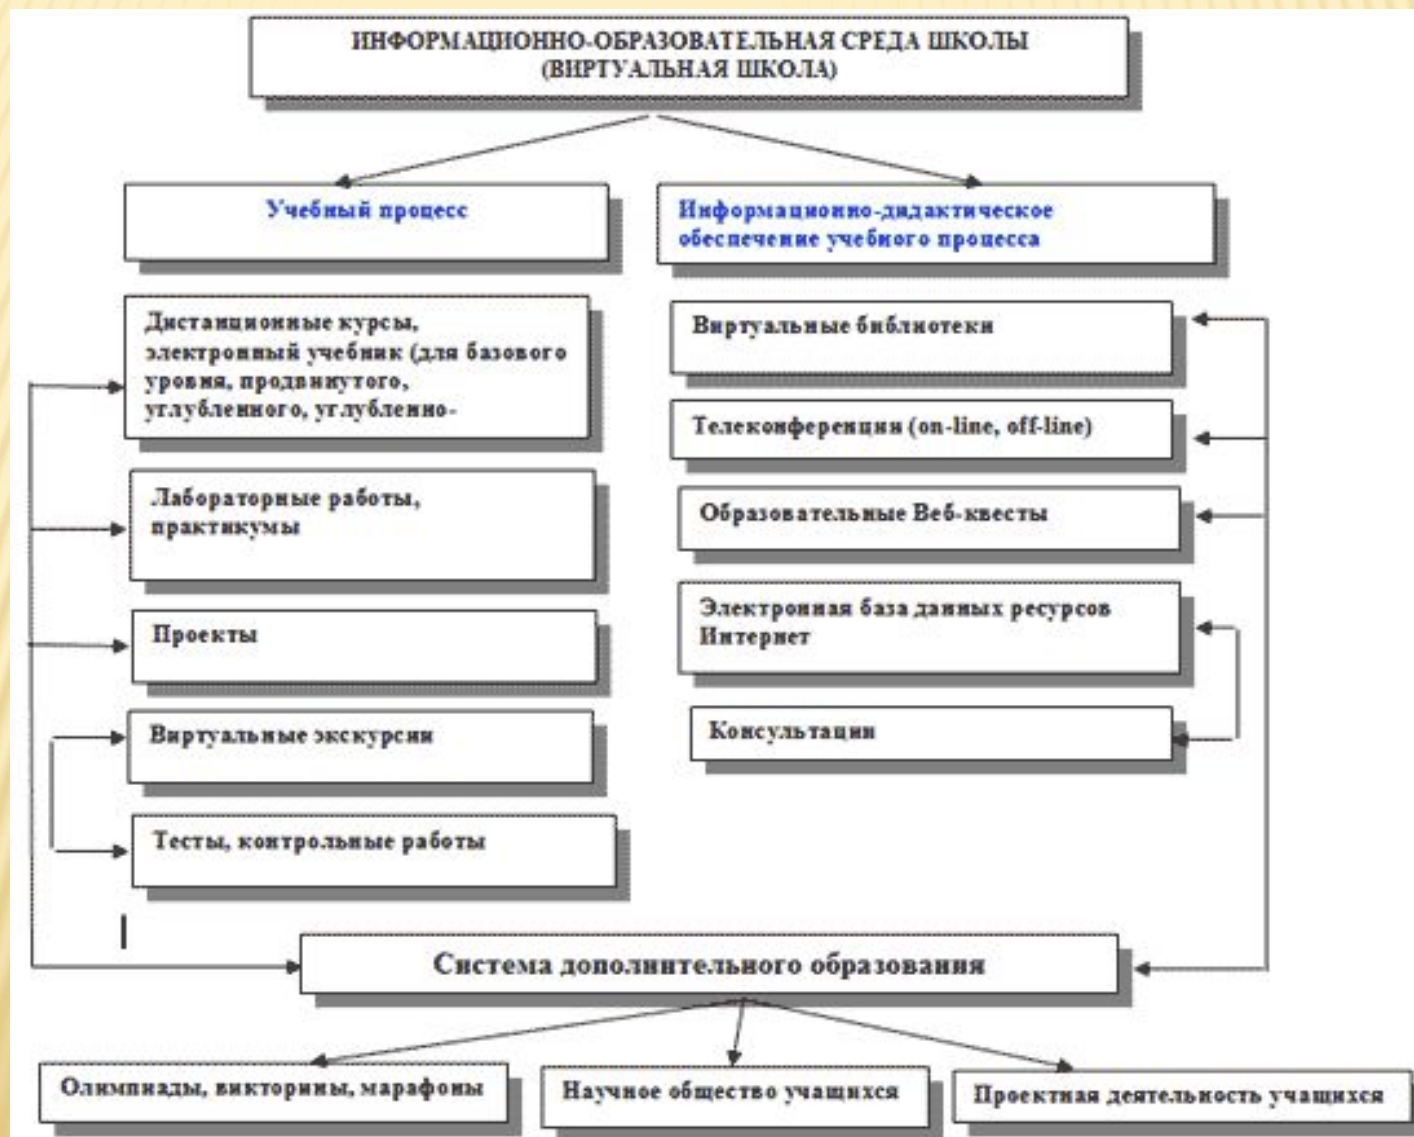 ИНФОРМАЦИОННО-ОБРАЗОВАТЕЛЬНАЯ СРЕДА ШКОЛЫ
(ВИРТУАЛЬНАЯ ШКОЛА)
Учебный процесс
Информационно-дидактическое
обеспечение учебного процесса
Дистанционные курсы,
электронный учебник (для базового
уровня, продвинутого,
углубленного, углубленно-
Лабораторные работы,
практикумы
Проекты
Виртуальные экскурсии
Тесты, контрольные работы
Виртуальные библиотеки
Телеконференции (on-line, off-line)
Образовательные Веб-квесты
Электронная база данных ресурсов
Интернет
Консультации
Система дополнительного образования
Олимпиады, викторины, марафоны
Научное общество учащихся
Проектная деятельность учащихся